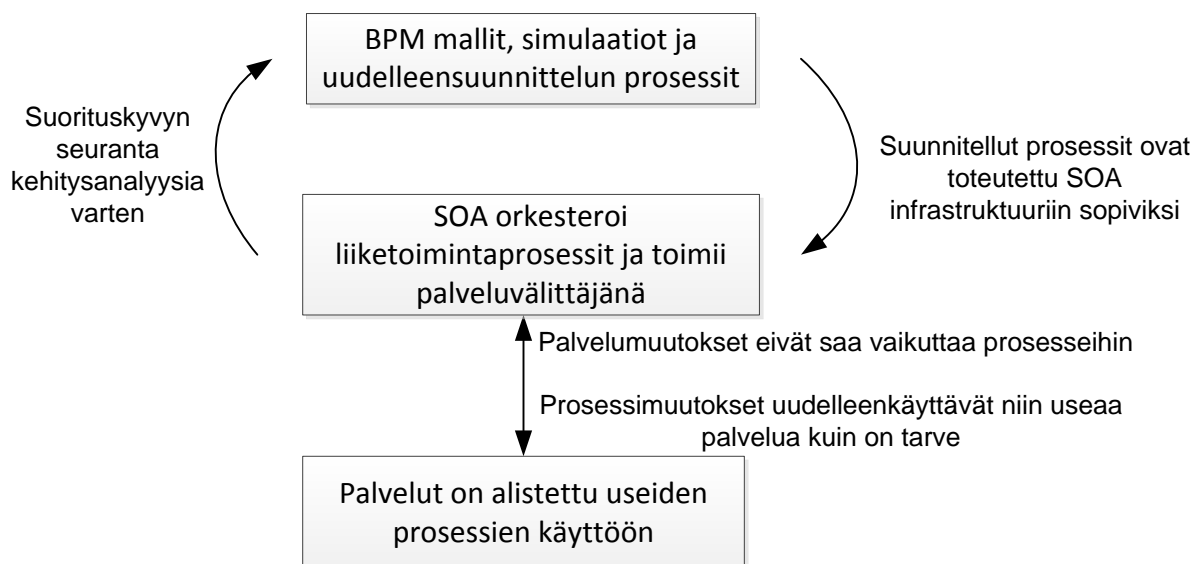 BPM mallit, simulaatiot ja
uudelleensuunnittelun prosessit
Suorituskyvyn
seuranta
kehitysanalyysia
varten
Suunnitellut prosessit ovat
toteutettu SOA
infrastruktuuriin sopiviksi
SOA orkesteroi
liiketoimintaprosessit ja toimii
palveluvälittäjänä
Palvelumuutokset eivät saa vaikuttaa prosesseihin
Prosessimuutokset uudelleenkäyttävät niin useaa
palvelua kuin on tarve
Palvelut on alistettu useiden
prosessien käyttöön